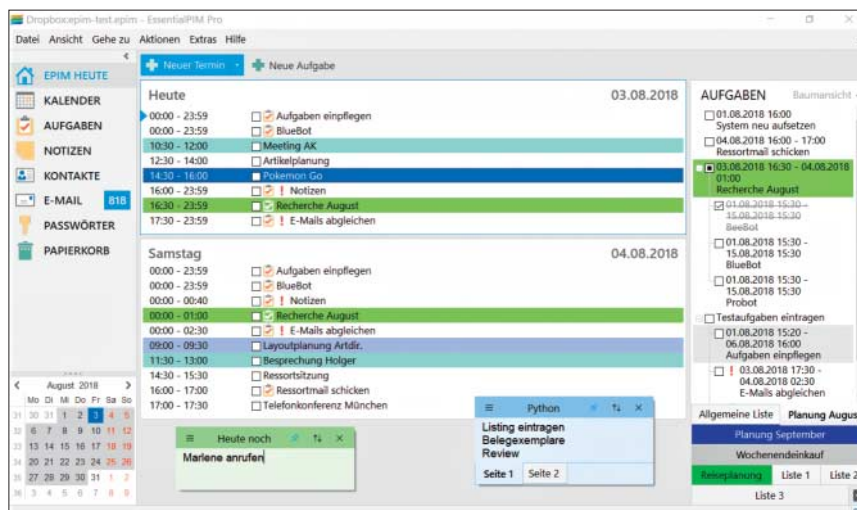 Dropbox:epim-test.epim - EssentialPIM Pro
Datei Ansicht Gehe zu Aktionen Extras Hilfe
EPIM HEUTE
KALENDER
AUFGABEN
NOTIZEN
KONTAKTE
E-MAIL 818
PASSWÖRTER
PAPIERKORB
August 2018
Mo Di Mi Do Fr Sa So
31 30 31 1 2 3 4 5
32 6 7 8 9 10 11 12
33 13 14 15 16 17 18 19
34 20 21 22 23 24 25 26
35 27 28 29 30 31 1 2
36 3 4 5 6 7 8 9
Neuer Termin Neue Aufgabe
Heute 03.08.2018
00:00 - 23:59 Aufgaben einpflegen
00:00 - 23:59 BlueBot
10:30 - 12:00 Meeting AK
12:30 - 14:00 Artikelplanung
14:30 - 16:00 Pokemon Go
16:00 - 23:59 ! Notizen
16:30 - 23:59 Recherche August
17:30 - 23:59 ! E-Mails abgleichen
Samstag 04.08.2018
00:00 - 23:59 Aufgaben einpflegen
00:00 - 23:59 BlueBot
00:00 - 00:40 ! Notizen
00:00 - 01:00 Recherche August
00:00 - 02:30 ! E-Mails abgleichen
09:00 - 09:30 Layoutplanung Artdir.
11:30 - 13:00 Besprechung Holger
14:30 - 15:30 Ressortsitzung
16:00 - 17:00 Ressortmail schicken
17:00 - 17:30 Telefonkonferenz München
Heute noch
Marlene anrufen
Python
Listing eintragen
Belegexemplare
Review
Seite 1 Seite 2
AUFGABEN Baumansicht
01.08.2018 16:00
System neu aufsetzen
04.08.2018 16:00 - 17:00
Ressortmail schicken
03.08.2018 16:30 - 04.08.2018
01:00
Recherche August
01.08.2018 15:30 -
15.08.2018 15:30
BeeBot
01.08.2018 15:30 -
15.08.2018 15:30
BlueBot
01.08.2018 15:30 -
15.08.2018 15:30
Probot
Testaufgaben eintragen
01.08.2018 15:20 -
06.08.2018 16:00
Aufgaben einpflegen
! 03.08.2018 17:30 -
04.08.2018 02:30
E-Mails abgleichen
Allgemeine Liste Planung Augus
Planung September
Wochenendeinkauf
Reiseplanung Liste 1 Liste 2
Liste 3